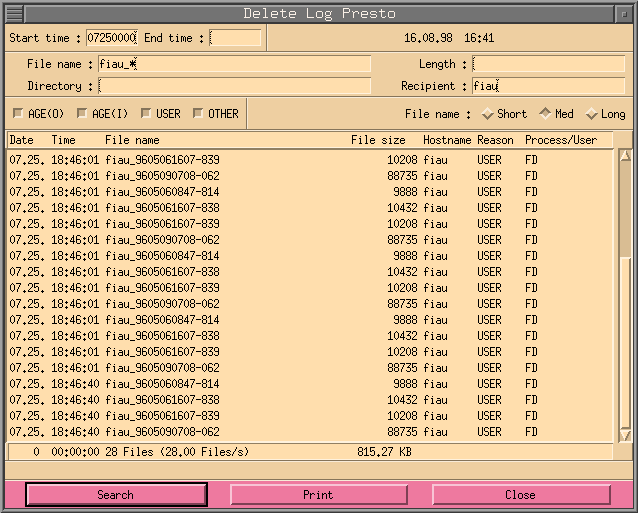 Delete Log Presto
Start time : 07250000 End time : 16.08.98 16:41
File name : fiau_* Length :
Directory : Recipient : fiau
AGE(O) AGE(I) USER OTHER File name : Short Med Long
Date Time File name File size Hostname Reason Process/User
07.25. 18:46:01 fiau_9605061607-839 10208 fiau USER FD
07.25. 18:46:01 fiau_9605090708-062 88735 fiau USER FD
07.25. 18:46:01 fiau_9605060847-814 9888 fiau USER FD
07.25. 18:46:01 fiau_9605061607-838 10432 fiau USER FD
07.25. 18:46:01 fiau_9605061607-839 10208 fiau USER FD
07.25. 18:46:01 fiau_9605090708-062 88735 fiau USER FD
07.25. 18:46:01 fiau_9605060847-814 9888 fiau USER FD
07.25. 18:46:01 fiau_9605061607-838 10432 fiau USER FD
07.25. 18:46:01 fiau_9605061607-839 10208 fiau USER FD
07.25. 18:46:01 fiau_9605090708-062 88735 fiau USER FD
07.25. 18:46:01 fiau_9605060847-814 9888 fiau USER FD
07.25. 18:46:01 fiau_9605061607-838 10432 fiau USER FD
07.25. 18:46:01 fiau_9605061607-839 10208 fiau USER FD
07.25. 18:46:01 fiau_9605090708-062 88735 fiau USER FD
07.25. 18:46:40 fiau_9605060847-814 9888 fiau USER FD
07.25. 18:46:40 fiau_9605061607-838 10432 fiau USER FD
07.25. 18:46:40 fiau_9605061607-839 10208 fiau USER FD
07.25. 18:46:40 fiau_9605090708-062 88735 fiau USER FD
0 00:00:00 28 Files (28.00 Files/s) 815.27 KB
Search Print Close